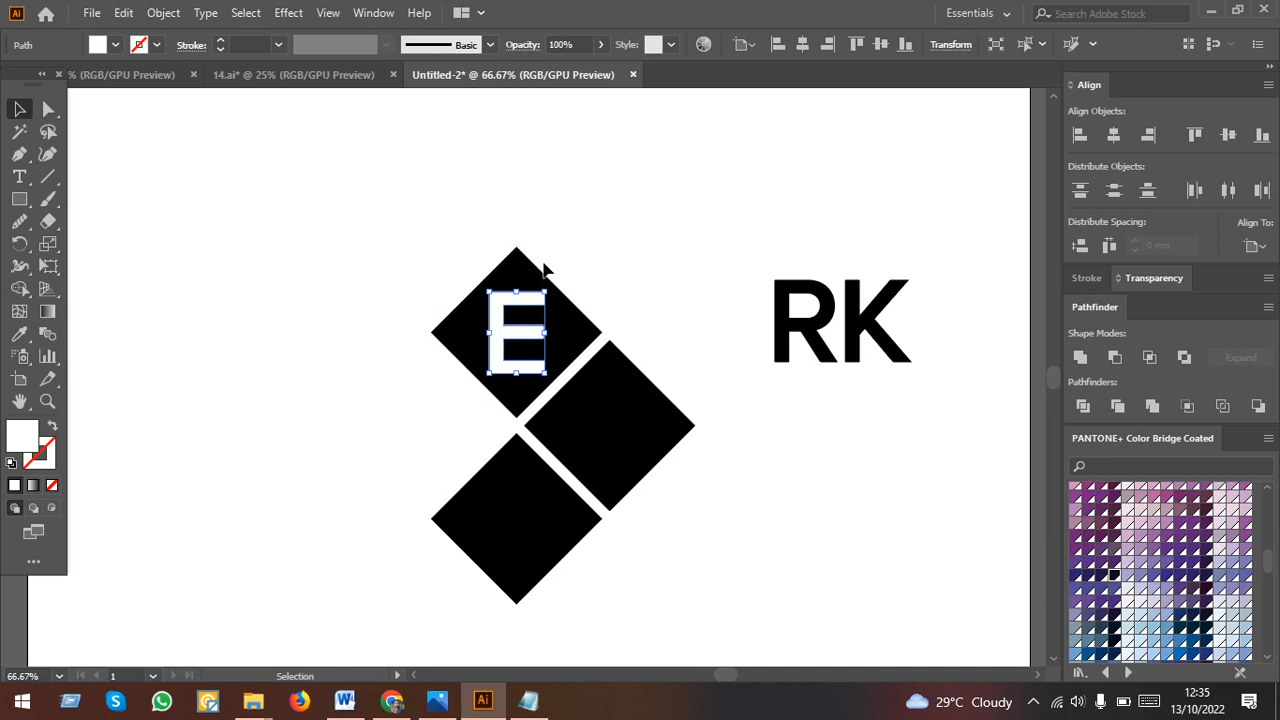 Ai File Edit Object Type Select Effect View Window Help Essentials Search Adobe Stock
Path Stroke: Basic Opacity: 100% Style: Transform
% (RGB/GPU Preview) 14.ai* @ 25% (RGB/GPU Preview) Untitled-2* @ 66.67% (RGB/GPU Preview)
Align
Align Objects:
Distribute Objects:
Distribute Spacing: Align To:
0 mm
Stroke Transparency
Pathfinder
Shape Modes:
Expand
Pathfinders:
PANTONE+ Color Bridge Coated
E
RK
66.67% 1 Selection
29°C Cloudy 12:35
13/10/2022